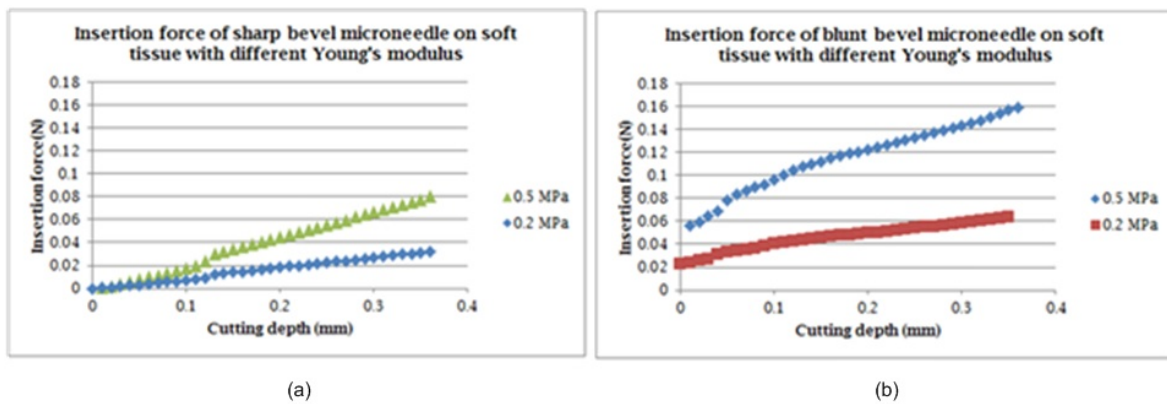 Insertion force of sharp bevel microneedle on soft
tissue with different Young's modulus
0.18
0.16
0.14
0.12
0.1
0.08
0.06
0.04
0.02
0
Insertion force(N)
0 0.1 0.2 0.3 0.4
Cutting depth (mm)
0.5 MPa
0.2 MPa
(a)
Insertion force of blunt bevel microneedle on soft
tissue with different Young's modulus
0.18
0.16
0.14
0.12
0.1
0.08
0.06
0.04
0.02
0
Insertion force(N)
0 0.1 0.2 0.3 0.4
Cutting depth (mm)
0.5 MPa
0.2 MPa
(b)